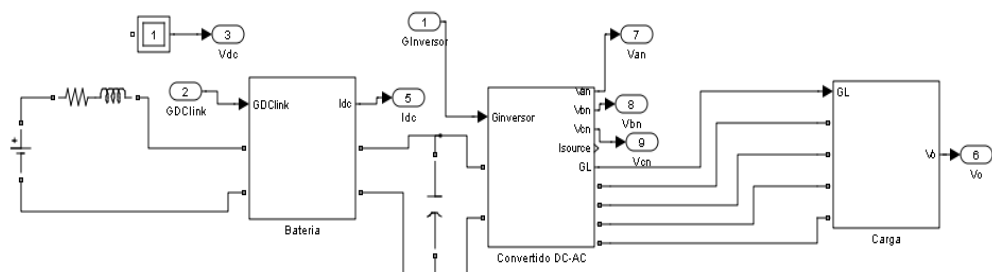 1
3
Vdc
1
GInversor
7
Van
2
GDClink
GDClink
Idc
5
Idc
Bateria
+
Ginversor
Van
Vbn
Vcn
Isource
GL
8
Vbn
9
Vcn
Convertido DC-AC
GL
Vo
6
Vo
Carga